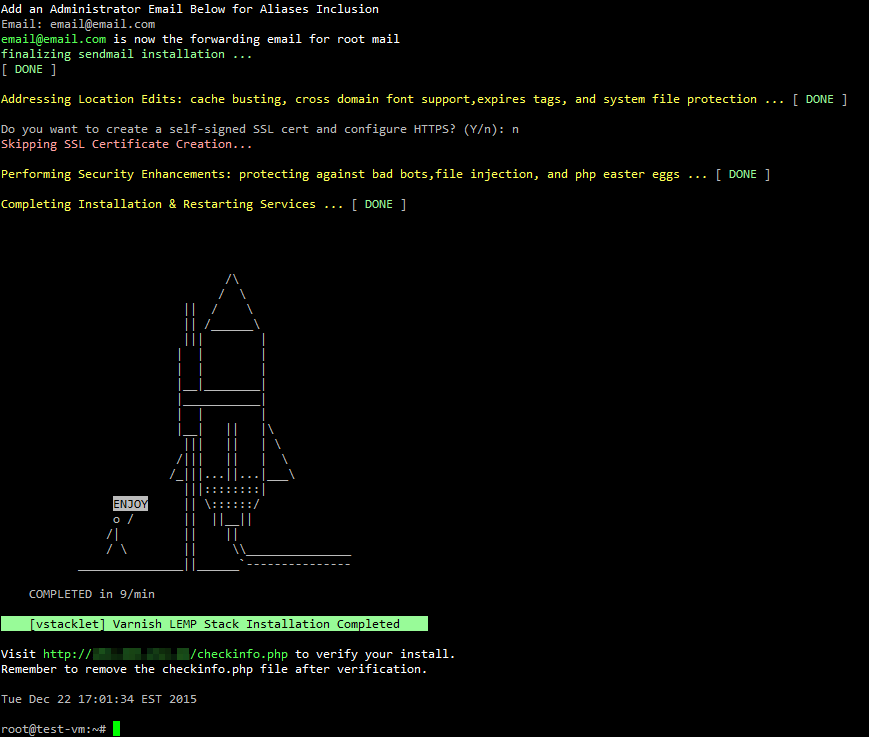 Add an Administrator Email Below for Aliases Inclusion
Email: email@email.com
email@email.com is now the forwarding email for root mail
finalizing sendmail installation ...
[ DONE ]
Addressing Location Edits: cache busting, cross domain font support,expires tags, and system file protection ... [ DONE ]
Do you want to create a self-signed SSL cert and configure HTTPS? (Y/n): n
Skipping SSL Certificate Creation...
Performing Security Enhancements: protecting against bad bots,file injection, and php easter eggs ... [ DONE ]
Completing Installation & Restarting Services ... [ DONE ]
ENJOY
COMPLETED in 9/min
[vstacklet] Varnish LEMP Stack Installation Completed
Visit http:///checkinfo.php to verify your install.
Remember to remove the checkinfo.php file after verification.
Tue Dec 22 17:01:34 EST 2015
root@test-vm:~#